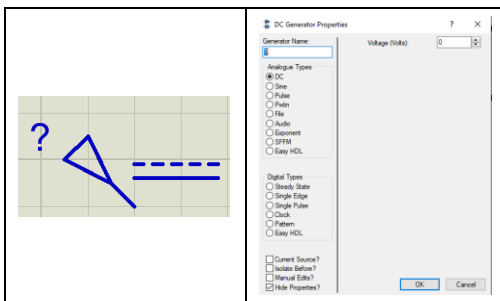 ?
DC Generator Properties
?
Generator Name:
Voltage (Volts):
0
Analogue Types
DC
Sine
Pulse
Pwlin
File
Audio
Exponent
SFFM
Easy HDL
Digital Types
Steady State
Single Edge
Single Pulse
Clock
Pattern
Easy HDL
Current Source?
Isolate Before?
Manual Edits?
Hide Properties?
OK
Cancel